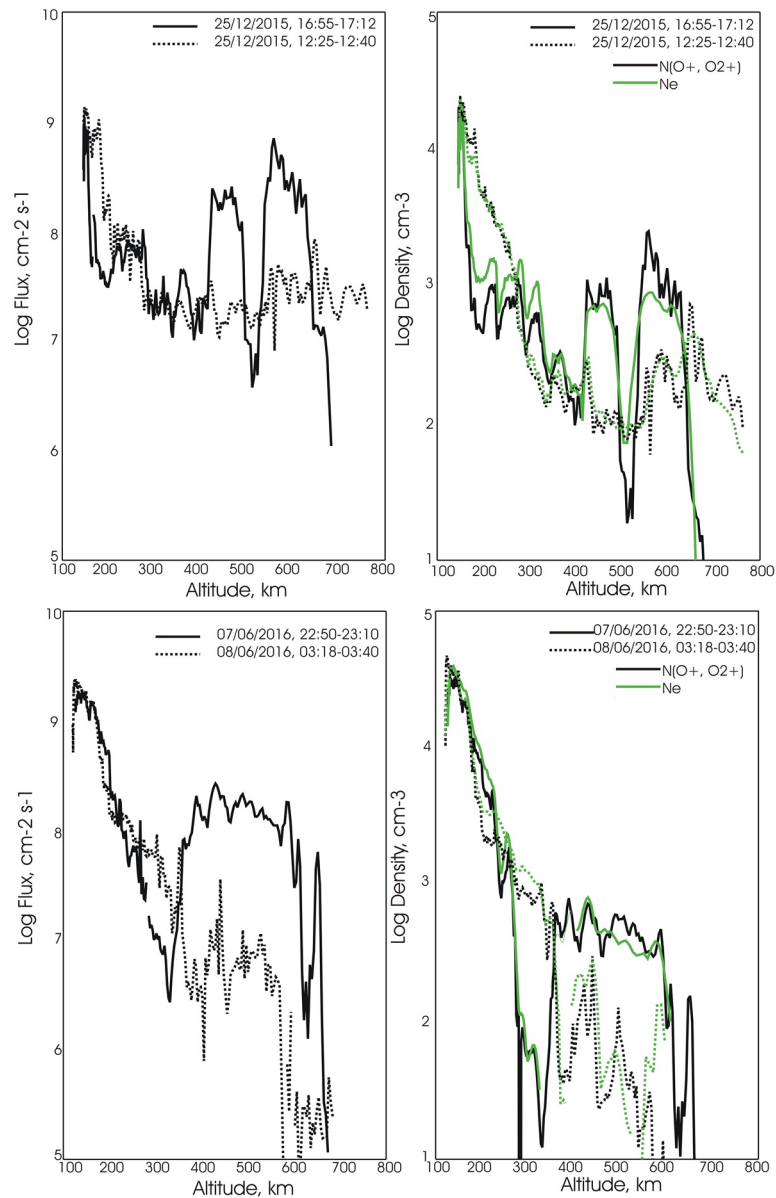 10
9
8
7
6
5
Log Flux, cm-2 s-1
25/12/2015, 16:55-17:12
25/12/2015, 12:25-12:40
100 200 300 400 500 600 700 800
Altitude, km
5
4
3
2
1
Log Density, cm-3
25/12/2015, 16:55-17:12
25/12/2015, 12:25-12:40
N(O+, O2+)
Ne
100 200 300 400 500 600 700 800
Altitude, km
10
9
8
7
6
5
Log Flux, cm-2 s-1
07/06/2016, 22:50-23:10
08/06/2016, 03:18-03:40
100 200 300 400 500 600 700 800
Altitude, km
5
4
3
2
1
Log Density, cm-3
07/06/2016, 22:50-23:10
08/06/2016, 03:18-03:40
N(O+, O2+)
Ne
100 200 300 400 500 600 700 800
Altitude, km